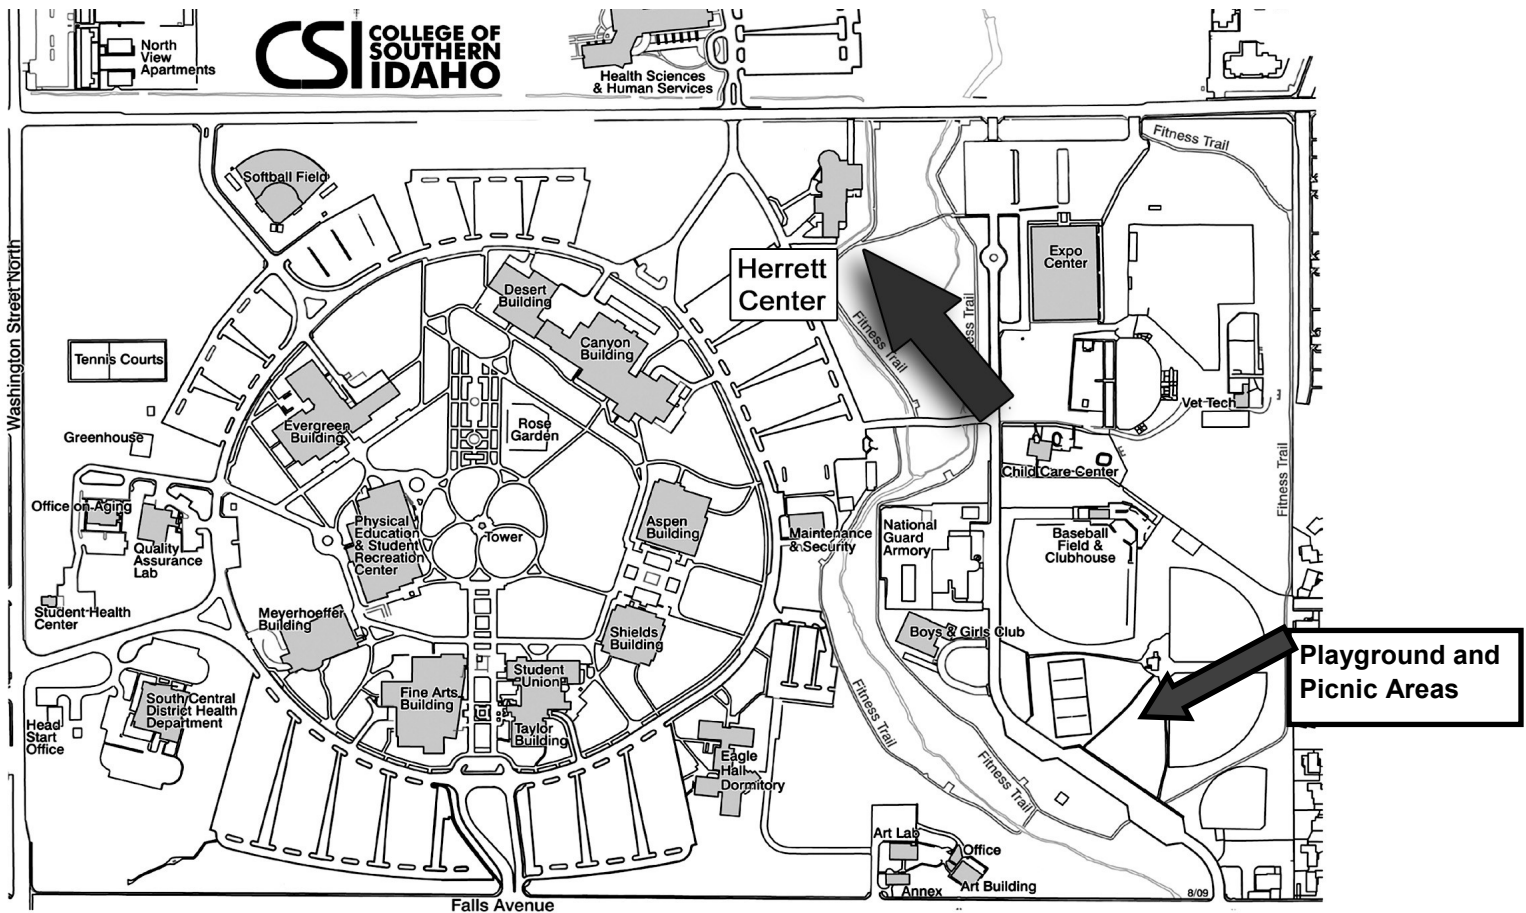 North
View
Apartments
CSI
COLLEGE OF
SOUTHERN
IDAHO
Health Sciences
& Human Services
Fitness Trail
Softball Field
Washington Street North
Herrett
Center
Expo
Center
Desert
Building
Canyon
Building
Fitness Trail
ness Trail
Tennis Courts
Vet Tech
Rose
Garden
Evergreen
Building
Greenhouse
Child Care Center
Fitness Trail
Office on Aging
Quality
Assurance
Lab
Physical
Education
& Student
Recreation
Center
Tower
Aspen
Building
Maintenance
& Security
National
Guard
Armory
Baseball
Field &
Clubhouse
Student Health
Center
Meyerhoeffer
Building
Shields
Building
Boys & Girls Club
Playground and
Picnic Areas
South Central
District Health
Department
Fine Arts
Building
Student
Union
Taylor
Building
Fitness Trail
Head
Start
Office
Eagle
Hall
Dormitory
Fitness Trail
Art Lab
Office
Art Building
Annex
8/09
Falls Avenue